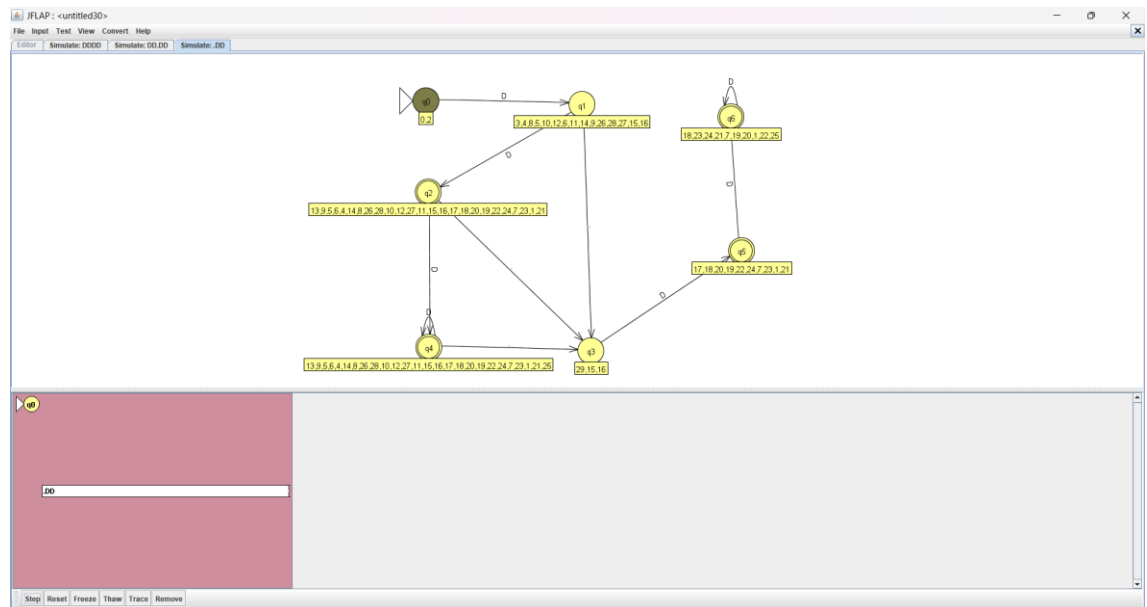 JFLAP : <untitled30>
File Input Test View Convert Help
Editor Simulate: DDDD Simulate: DD.DD Simulate: .DD
D
q0
0,2
D
q1
3,4,8,5,10,12,6,11,14,9,26,28,27,15,16
q6
18,23,24,21,7,19,20,1,22,25
D
D
q2
13,9,5,6,4,14,8,26,28,10,12,27,11,15,16,17,18,20,19,22,24,7,23,1,21
q5
17,18,20,19,22,24,7,23,1,21
D
D
D
q4
13,9,5,6,4,14,8,26,28,10,12,27,11,15,16,17,18,20,19,22,24,7,23,1,21,25
q3
29,15,16
q0
.DD
Stop Reset Freeze Thaw Trace Remove